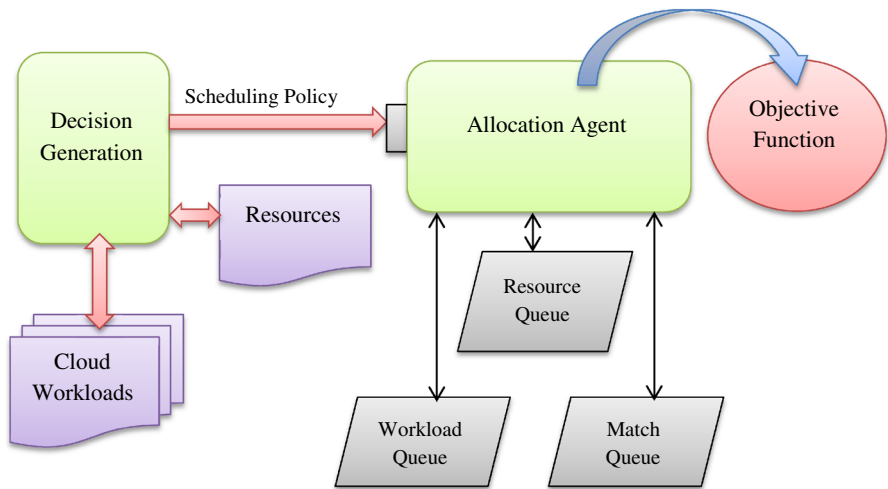 Scheduling Policy
Decision
Generation
Allocation Agent
Objective
Function
Resources
Resource
Queue
Cloud
Workloads
Workload
Queue
Match
Queue